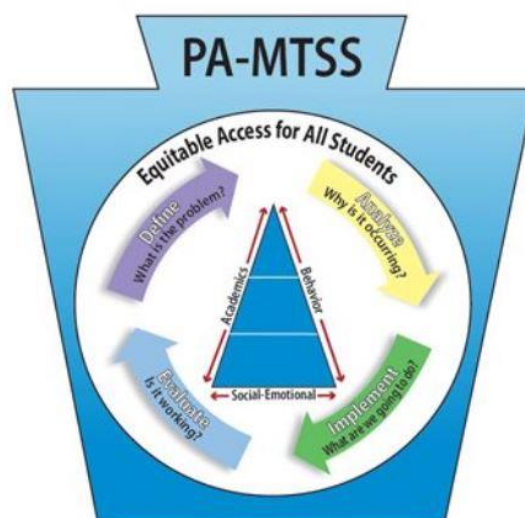 PA-MTSS
Equitable Access for All Students
Define
What is the problem?
Analyze
Why is it occurring?
Academics
Behavior
Social-Emotional
Implement
What are we going to do?
Evaluate
Is it working?